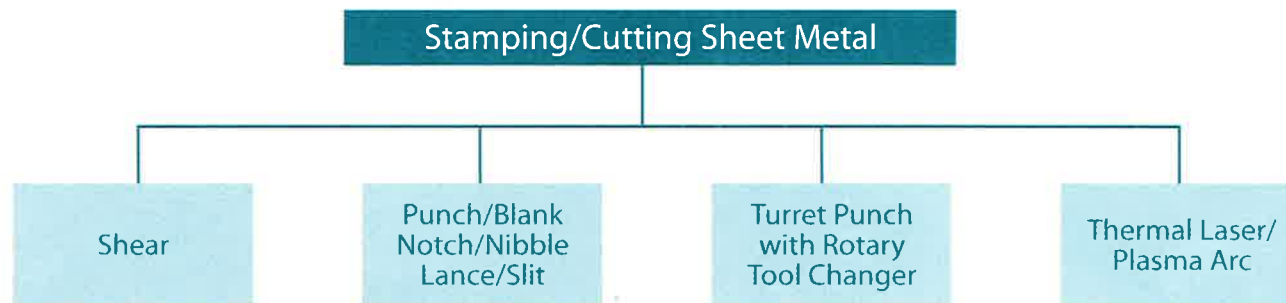 Stamping/Cutting Sheet Metal
Shear
Punch/Blank
Notch/Nibble
Lance/Slit
Turret Punch
with Rotary
Tool Changer
Thermal Laser/
Plasma Arc